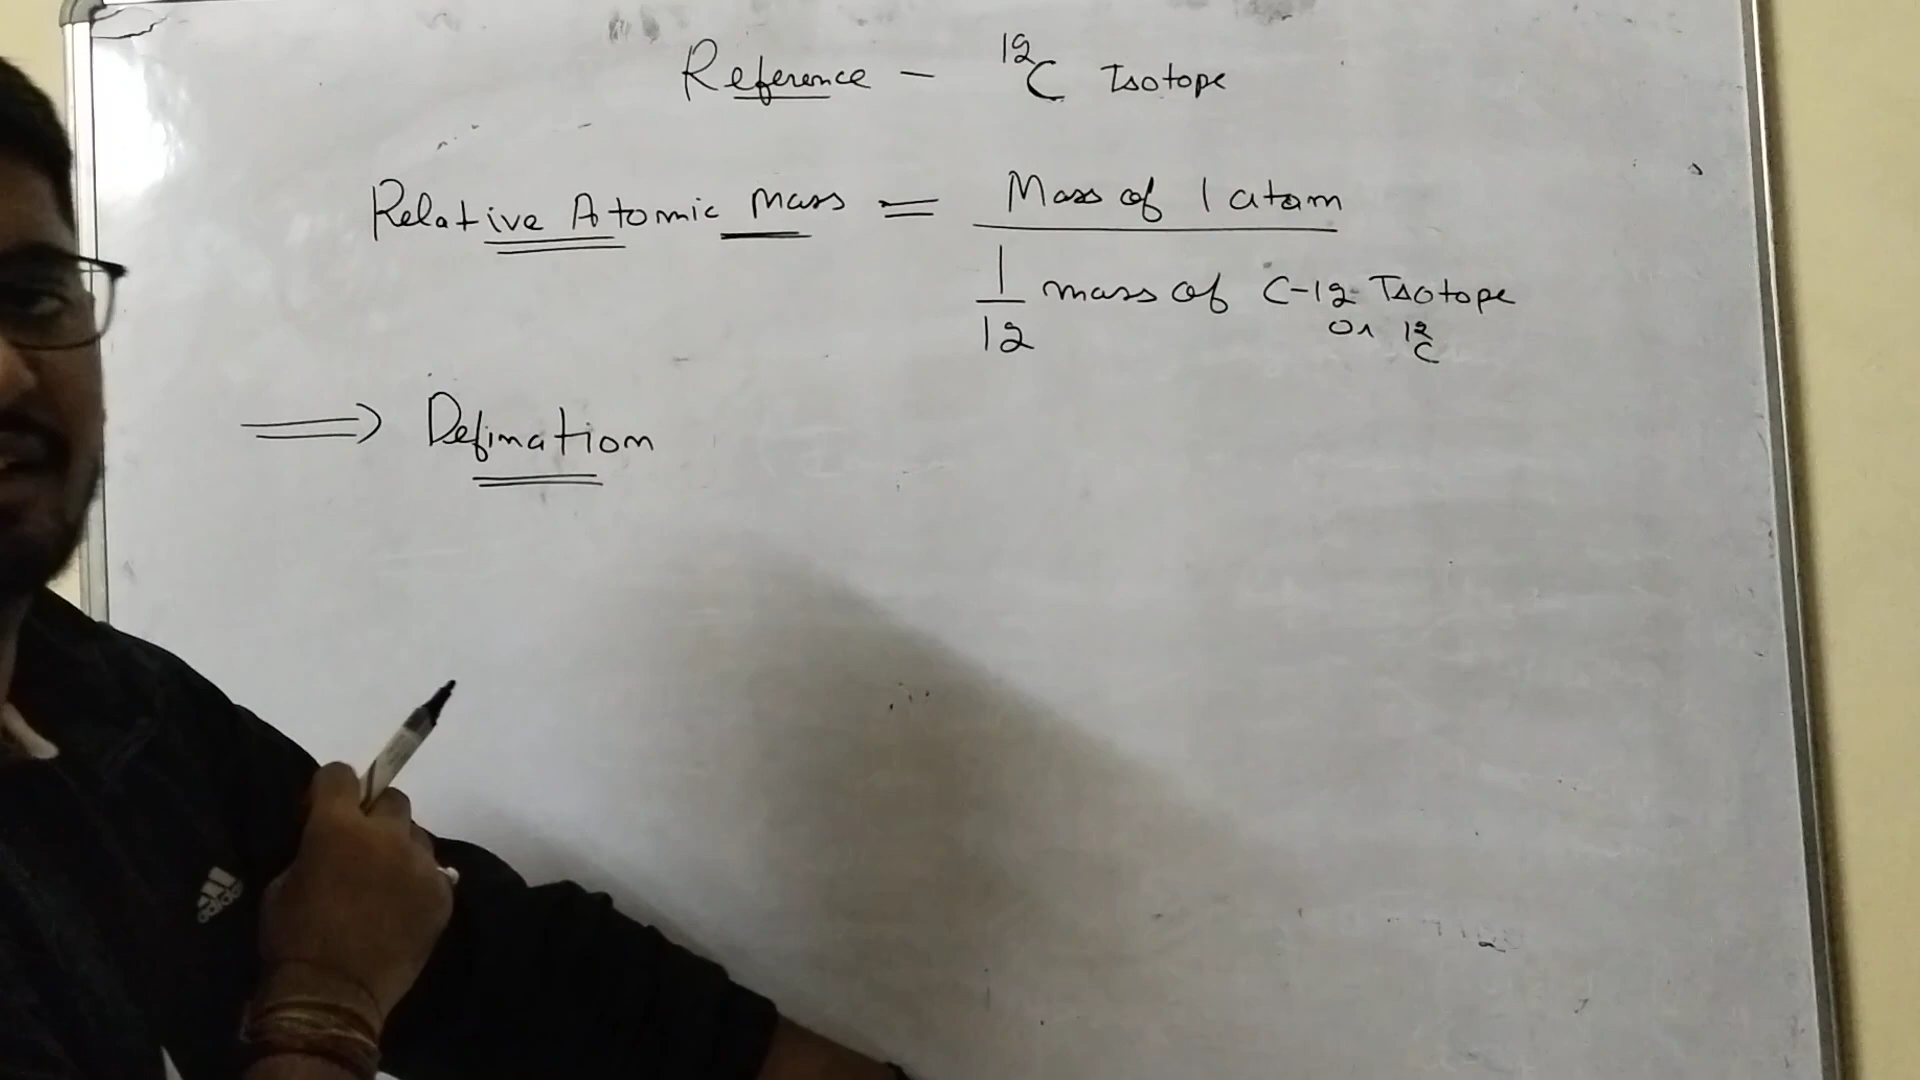 Reference - ¹²C Isotope
Relative Atomic Mass = Mass of 1 atom
1/12 mass of C-12 Isotope
or ¹²C
⟹ Defination
adidas